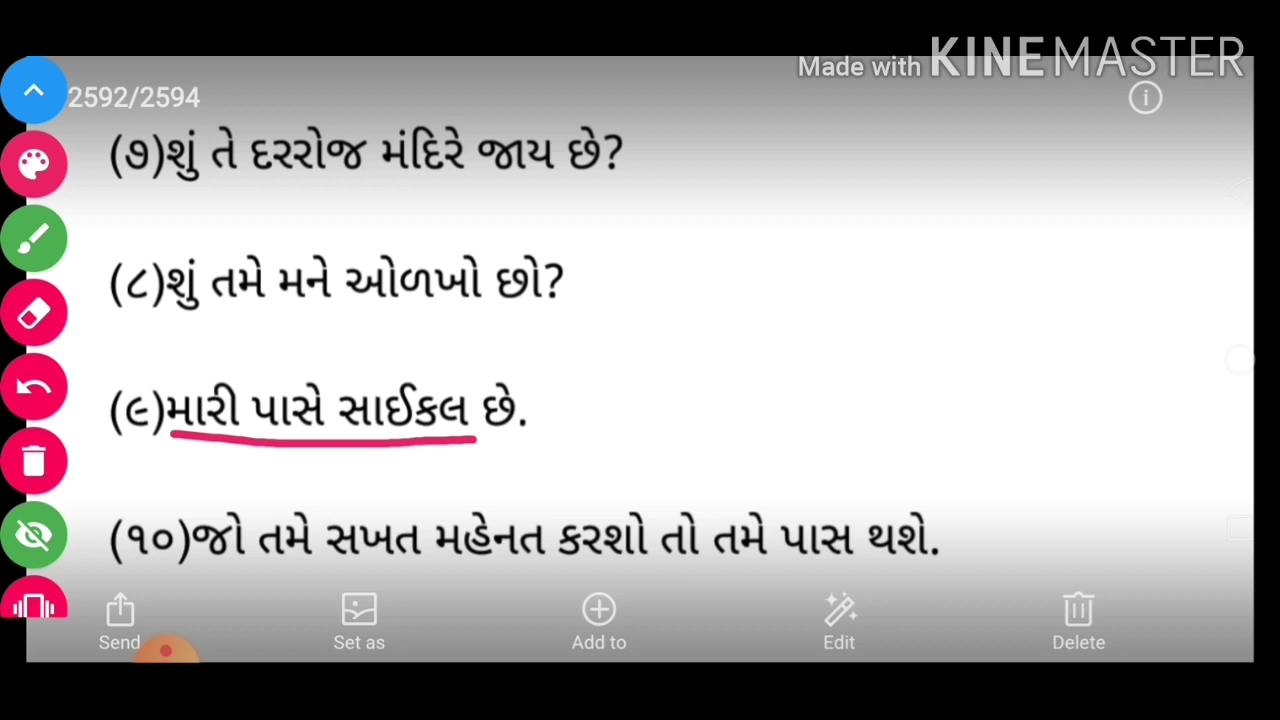 Made with KINEMASTER
2592/2594
(૭)શું તે દરરોજ મંદિરે જાય છે?
(૮)શું તમે મને ઓળખો છો?
(૯)મારી પાસે સાઈકલ છે.
(૧૦)જો તમે સખત મહેનત કરશો તો તમે પાસ થશે.
Send Set as Add to Edit Delete